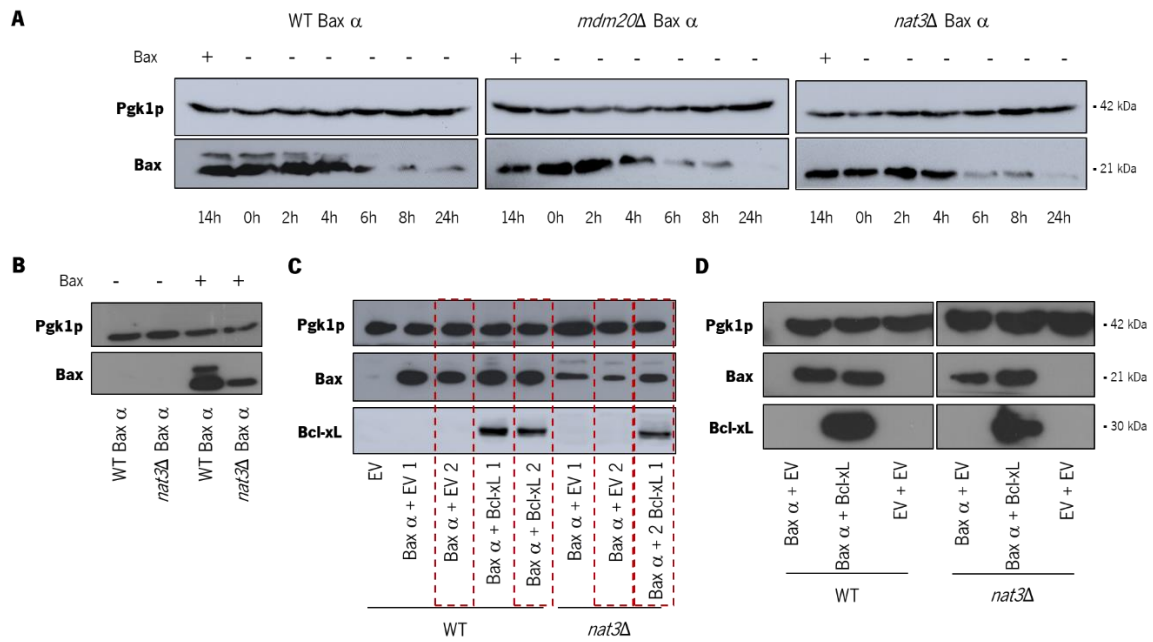 A
WT Bax α
mdm20Δ Bax α
nat3Δ Bax α
Bax + - - - - - - + - - - - - - + - - - - - -
Pgk1p - 42 kDa
Bax - 21 kDa
14h 0h 2h 4h 6h 8h 24h 14h 0h 2h 4h 6h 8h 24h 14h 0h 2h 4h 6h 8h 24h
B
Bax - - + +
Pgk1p
Bax
WT Bax α
nat3Δ Bax α
WT Bax α
nat3Δ Bax α
C
Pgk1p
Bax
Bcl-xL
EV
Bax α + EV 1
Bax α + EV 2
Bax α + Bcl-xL 1
Bax α + Bcl-xL 2
Bax α + EV 1
Bax α + EV 2
Bax α + 2 Bcl-xL 1
WT
nat3Δ
D
Pgk1p - 42 kDa
Bax - 21 kDa
Bcl-xL - 30 kDa
Bax α + EV
Bax α + Bcl-xL
EV + EV
Bax α + EV
Bax α + Bcl-xL
EV + EV
WT
nat3Δ